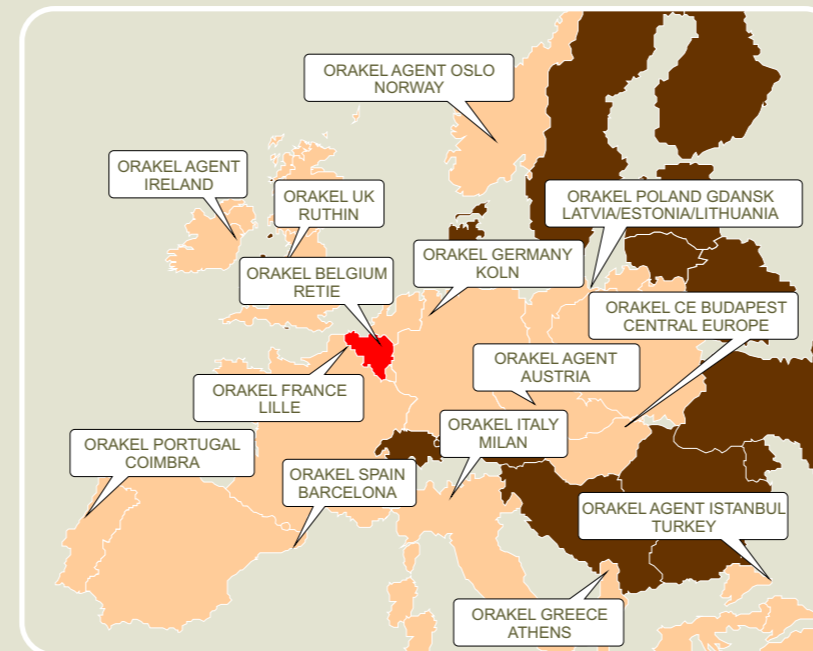 ORAKEL AGENT OSLO
NORWAY
ORAKEL AGENT
IRELAND
ORAKEL UK
RUTHIN
ORAKEL POLAND GDANSK
LATVIA/ESTONIA/LITHUANIA
ORAKEL GERMANY
KOLN
ORAKEL BELGIUM
RETIE
ORAKEL CE BUDAPEST
CENTRAL EUROPE
ORAKEL AGENT
AUSTRIA
ORAKEL FRANCE
LILLE
ORAKEL ITALY
MILAN
ORAKEL PORTUGAL
COIMBRA
ORAKEL SPAIN
BARCELONA
ORAKEL AGENT ISTANBUL
TURKEY
ORAKEL GREECE
ATHENS